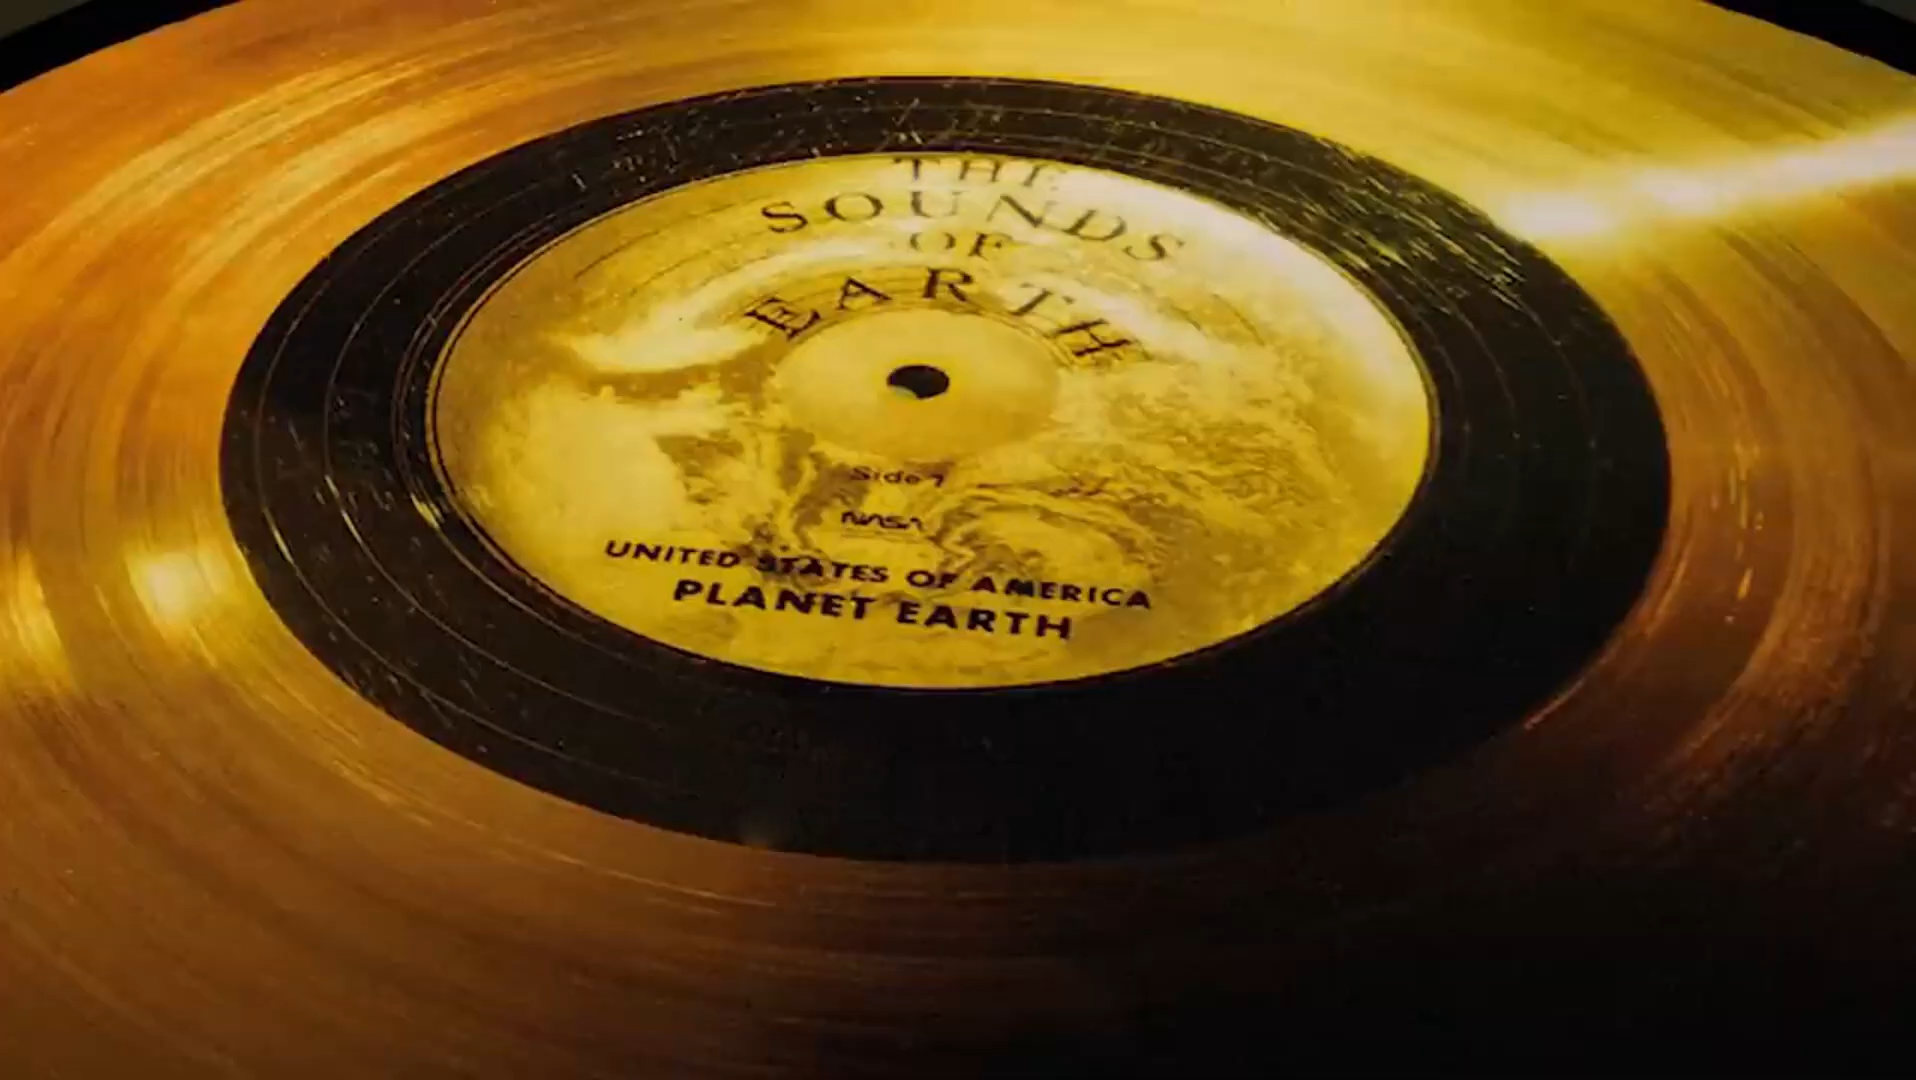 THE
SOUNDS
OF
EARTH
Side 1
NASA
UNITED STATES OF AMERICA
PLANET EARTH